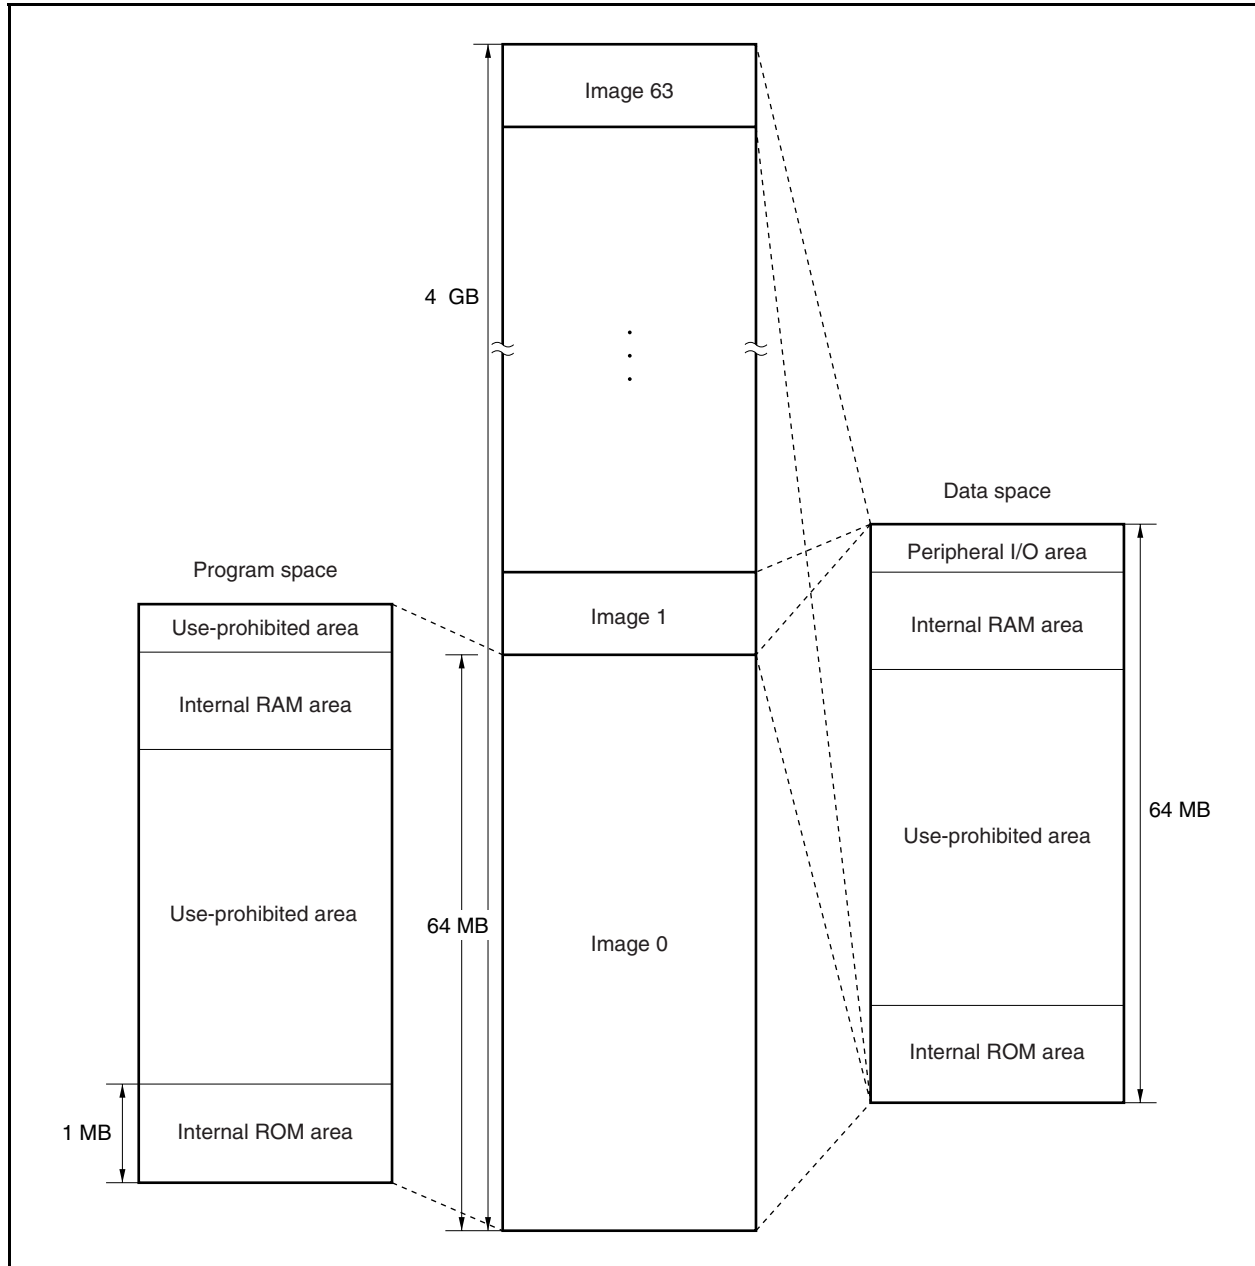 Image 63
4 GB
Data space
Peripheral I/O area
Program space
Image 1
Internal RAM area
Use-prohibited area
Internal RAM area
64 MB
Use-prohibited area
Use-prohibited area
64 MB
Image 0
Internal ROM area
1 MB
Internal ROM area